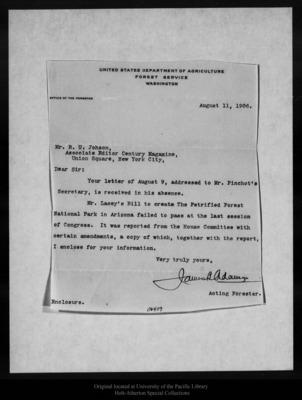 UNITED STATES DEPARTMENT OF AGRICULTURE
FOREST SERVICE
WASHINGTON
OFFICE OF THE FORESTER
August 11, 1906.
Mr. R. U. Johson,
Associate Editor Century Magazine,
Union Square, New York City.
Dear Sir:
Your letter of August 9, addressed to Mr. Pinchot's
Secretary, is received in his absence.
Mr. Lacey's Bill to create The Petrified Forest
National Park in Arizona failed to pass at the last session
of Congress. It was reported from the House Committee with
certain amendments, a copy of which, together with the report,
I enclose for your information.
Very truly yours,
Acting Forester.
Enclosure.
Original located at University of the Pacific Library
Holt-Atherton Special Collections